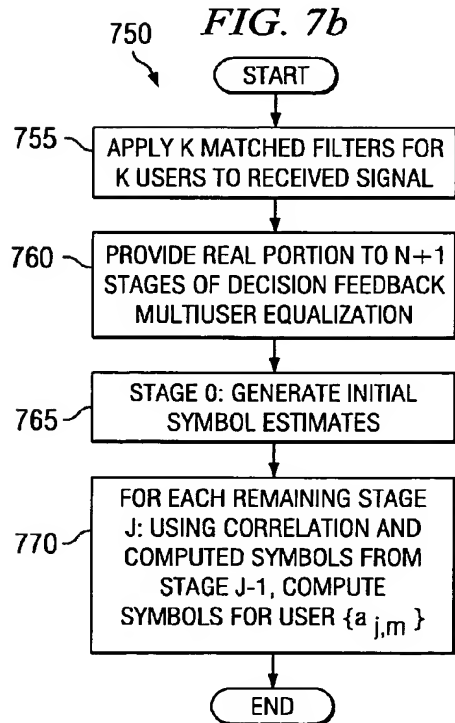 FIG. 7b
750
START
755
APPLY K MATCHED FILTERS FOR
K USERS TO RECEIVED SIGNAL
760
PROVIDE REAL PORTION TO N+1
STAGES OF DECISION FEEDBACK
MULTIUSER EQUALIZATION
765
STAGE 0: GENERATE INITIAL
SYMBOL ESTIMATES
770
FOR EACH REMAINING STAGE
J: USING CORRELATION AND
COMPUTED SYMBOLS FROM
STAGE J-1, COMPUTE
SYMBOLS FOR USER {a j,m }
END